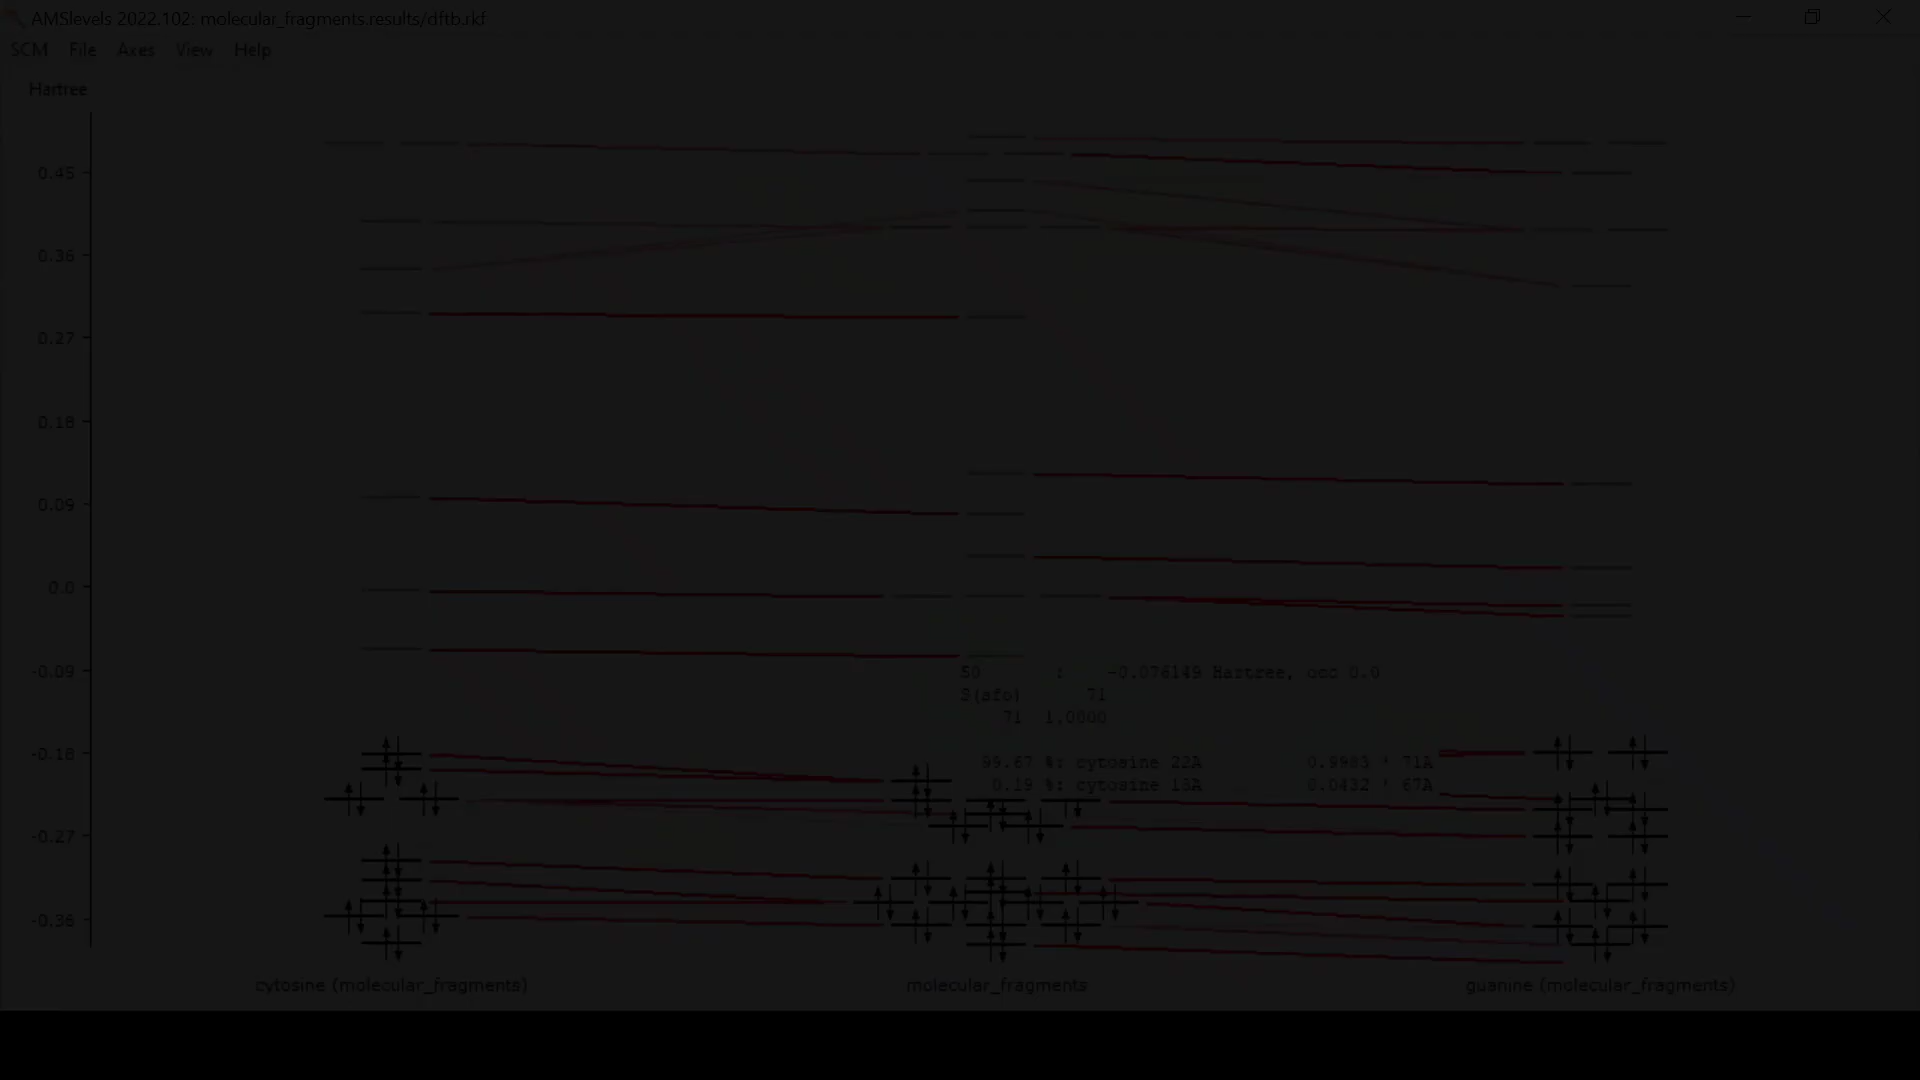 AMSlevels 2022.102: molecular_fragments.results/dftb.rkf
SCM File Axes View Help
Hartree
0.45
0.36
0.27
0.18
0.09
0.0
-0.09
-0.18
-0.27
-0.36
50 : -0.076149 Hartree, occ 0.0
S(sfo) 71
71 1.0000
99.67 %: cytosine 22A 0.9983 * 71A
0.19 %: cytosine 18A 0.0432 * 67A
cytosine (molecular_fragments) molecular_fragments guanine (molecular_fragments)